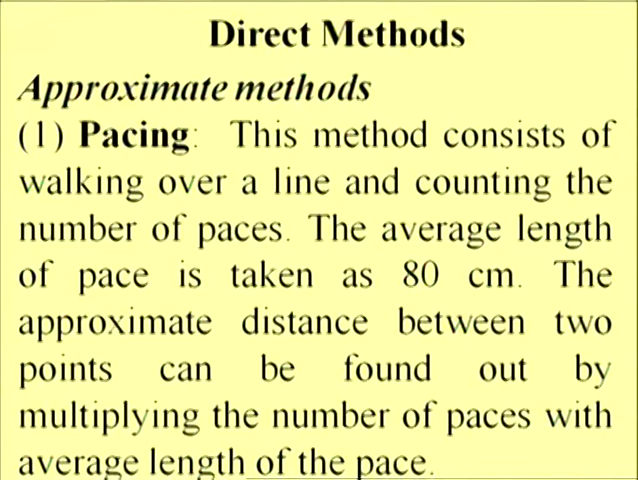 Direct Methods
Approximate methods
(1) Pacing: This method consists of
walking over a line and counting the
number of paces. The average length
of pace is taken as 80 cm. The
approximate distance between two
points can be found out by
multiplying the number of paces with
average length of the pace.